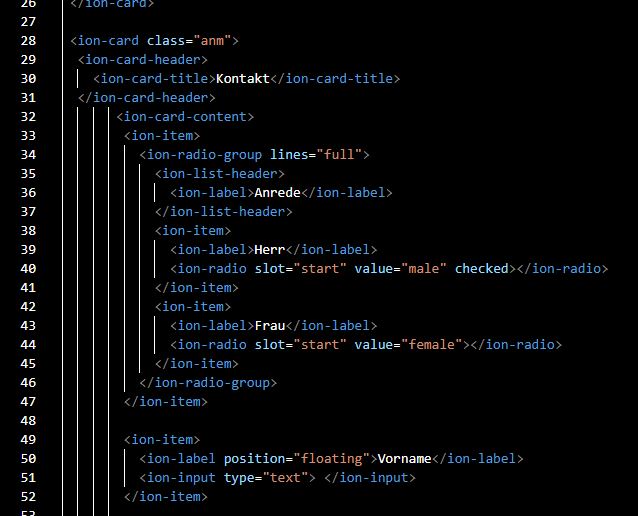 26 </ion-card>
27
28 <ion-card class="anm">
29 <ion-card-header>
30 <ion-card-title>Kontakt</ion-card-title>
31 </ion-card-header>
32 <ion-card-content>
33 <ion-item>
34 <ion-radio-group lines="full">
35 <ion-list-header>
36 <ion-label>Anrede</ion-label>
37 </ion-list-header>
38 <ion-item>
39 <ion-label>Herr</ion-label>
40 <ion-radio slot="start" value="male" checked></ion-radio>
41 </ion-item>
42 <ion-item>
43 <ion-label>Frau</ion-label>
44 <ion-radio slot="start" value="female"></ion-radio>
45 </ion-item>
46 </ion-radio-group>
47 </ion-item>
48
49 <ion-item>
50 <ion-label position="floating">Vorname</ion-label>
51 <ion-input type="text"> </ion-input>
52 </ion-item>
53